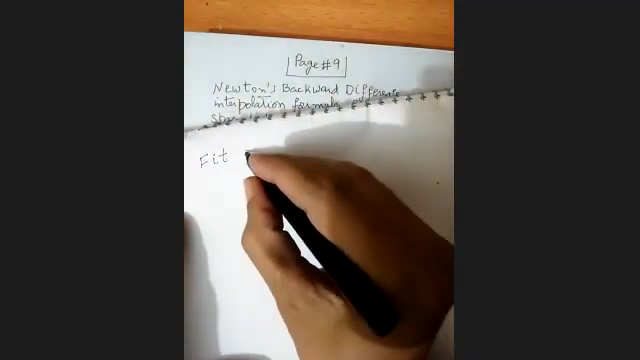 Page #9
Newton's Backward Difference
interpolation formula
Fit